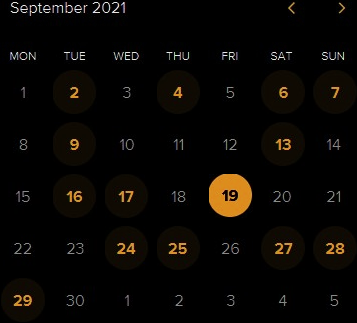 September 2021 < >
MON TUE WED THU FRI SAT SUN
1 2 3 4 5 6 7
8 9 10 11 12 13 14
15 16 17 18 19 20 21
22 23 24 25 26 27 28
29 30 1 2 3 4 5